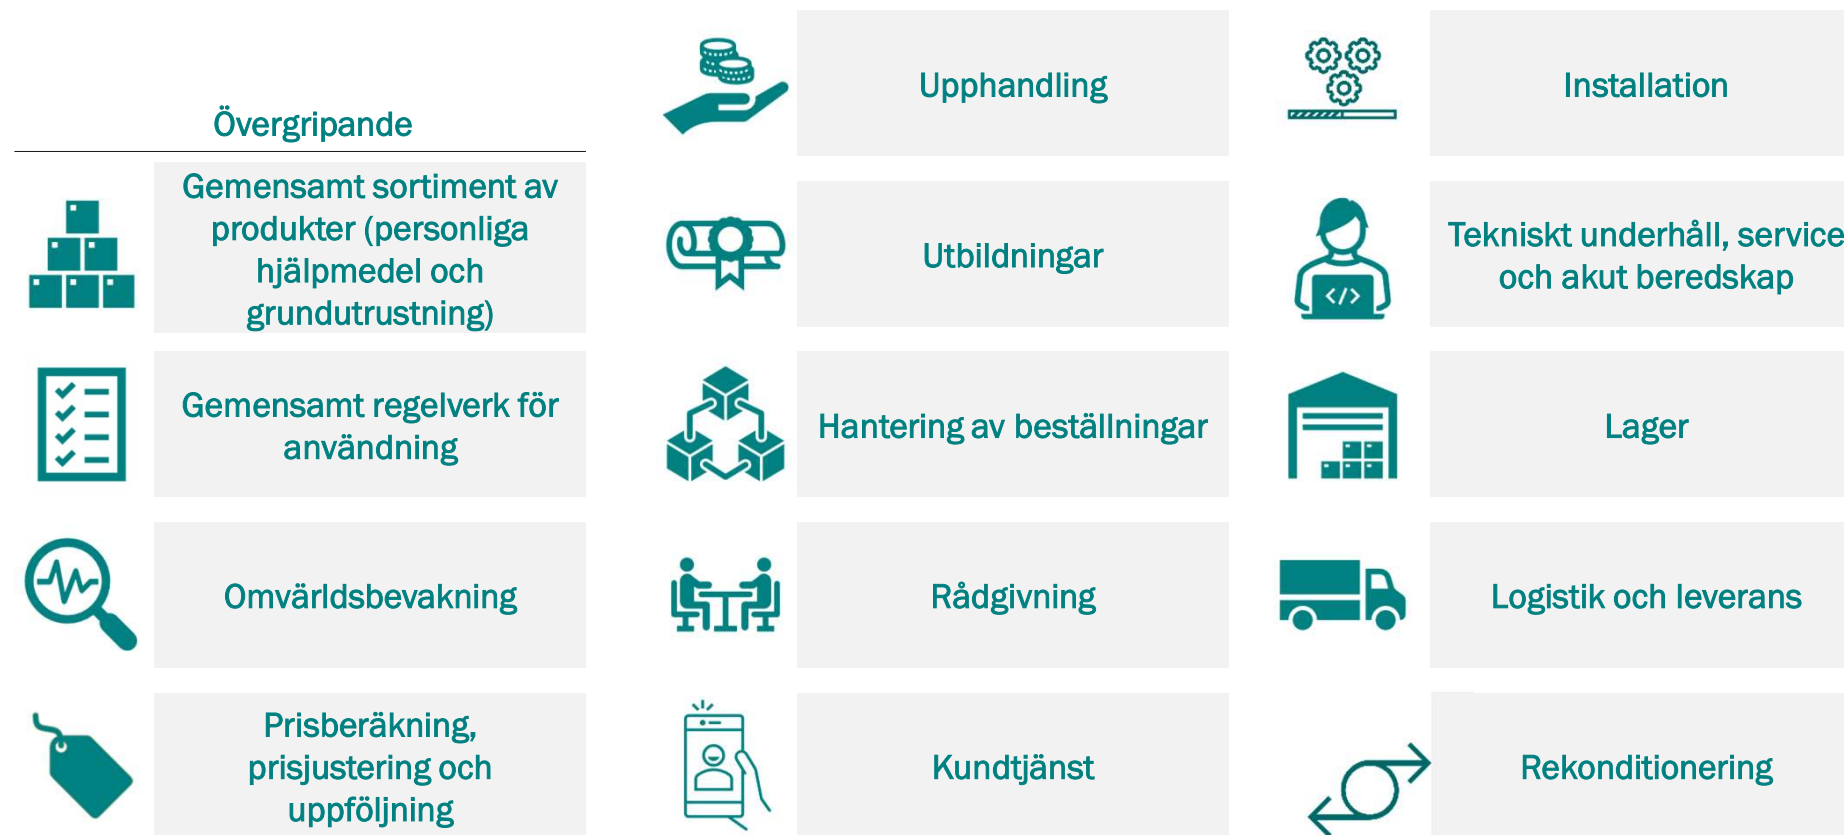 Övergripande
Gemensamt sortiment av
produkter (personliga
hjälpmedel och
grundutrustning)
Gemensamt regelverk för
användning
Omvärldsbevakning
Prisberäkning,
prisjustering och
uppföljning
Upphandling
Utbildningar
Hantering av beställningar
Rådgivning
Kundtjänst
Installation
Tekniskt underhåll, service
och akut beredskap
</>
Lager
Logistik och leverans
Rekonditionering